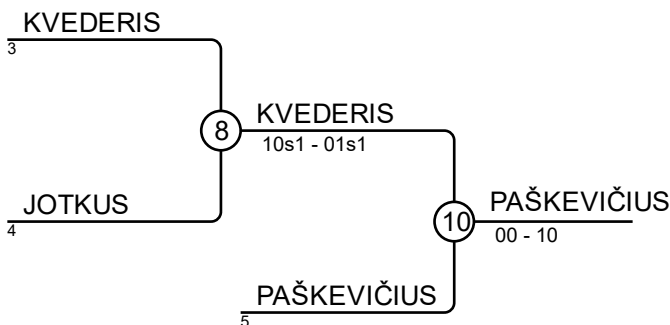 KVEDERIS
3
8
KVEDERIS
10s1 - 01s1
JOTKUS
4
10
PAŠKEVIČIUS
00 - 10
PAŠKEVIČIUS
5